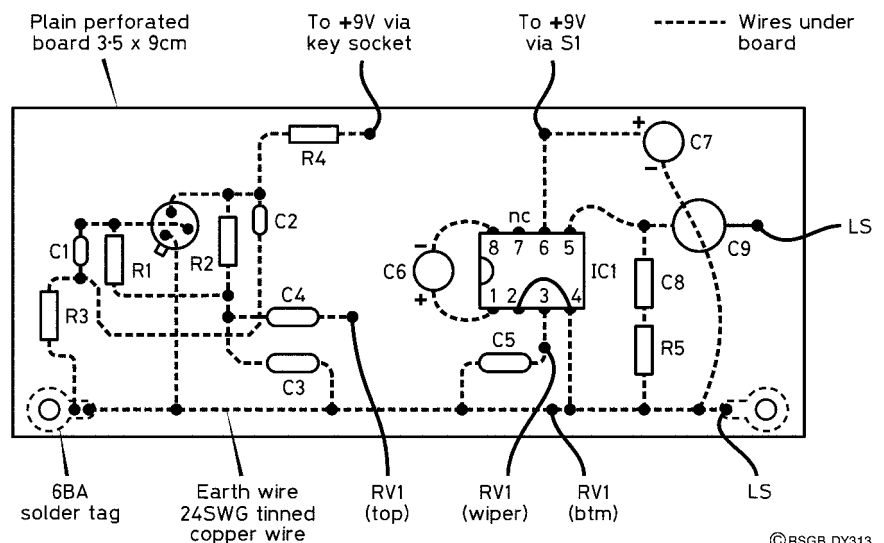 Plain perforated
board 3·5 x 9cm
To +9V via
key socket
To +9V
via S1
Wires under
board
R4
+
C7
–
C2
nc
8 7 6 5
C1
R1
R2
–
C6
+
IC1
C9
LS
C8
1 2 3 4
R3
C4
C5
R5
C3
6BA
solder tag
Earth wire
24SWG tinned
copper wire
RV1
(top)
RV1
(wiper)
RV1
(btm)
LS
©RSGB DY313